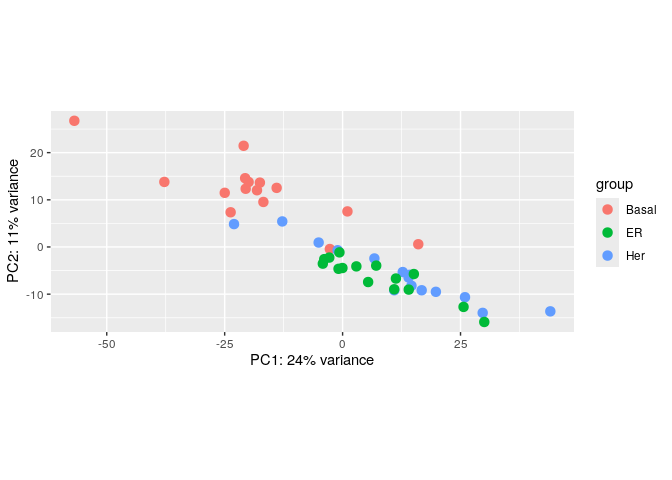 20
10
0
-10
-50
-25
0
25
PC1: 24% variance
PC2: 11% variance
group
Basal
ER
Her